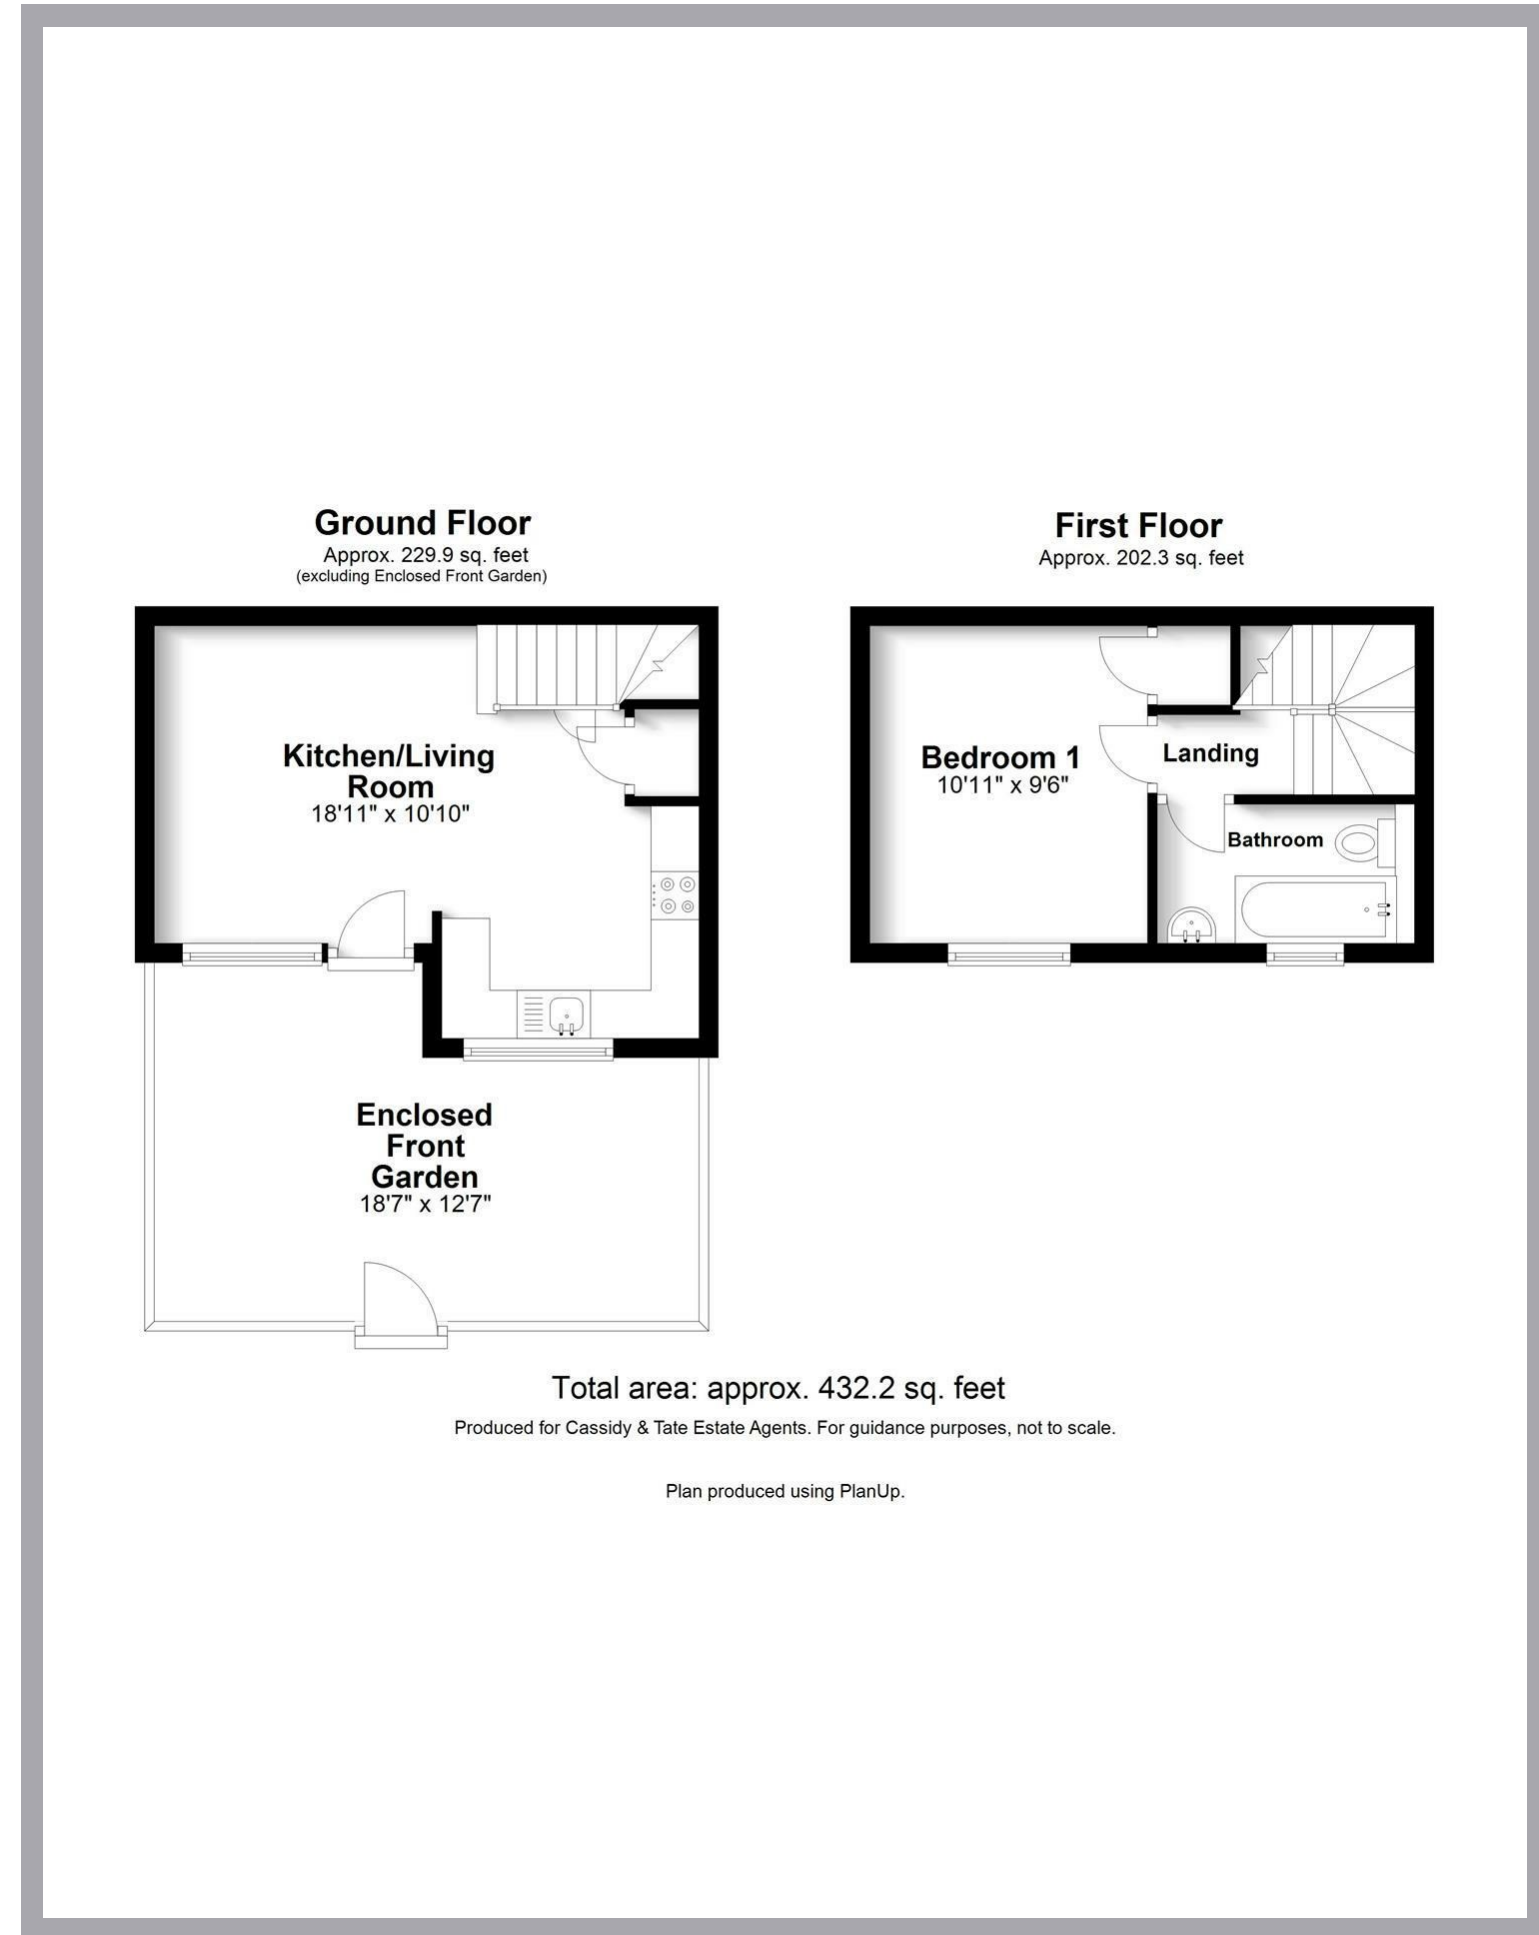 Ground Floor
Approx. 229.9 sq. feet
(excluding Enclosed Front Garden)
Kitchen/Living
Room
18'11" x 10'10"
Enclosed
Front
Garden
18'7" x 12'7"
First Floor
Approx. 202.3 sq. feet
Bedroom 1
10'11" x 9'6"
Landing
Bathroom
Total area: approx. 432.2 sq. feet
Produced for Cassidy & Tate Estate Agents. For guidance purposes, not to scale.
Plan produced using PlanUp.